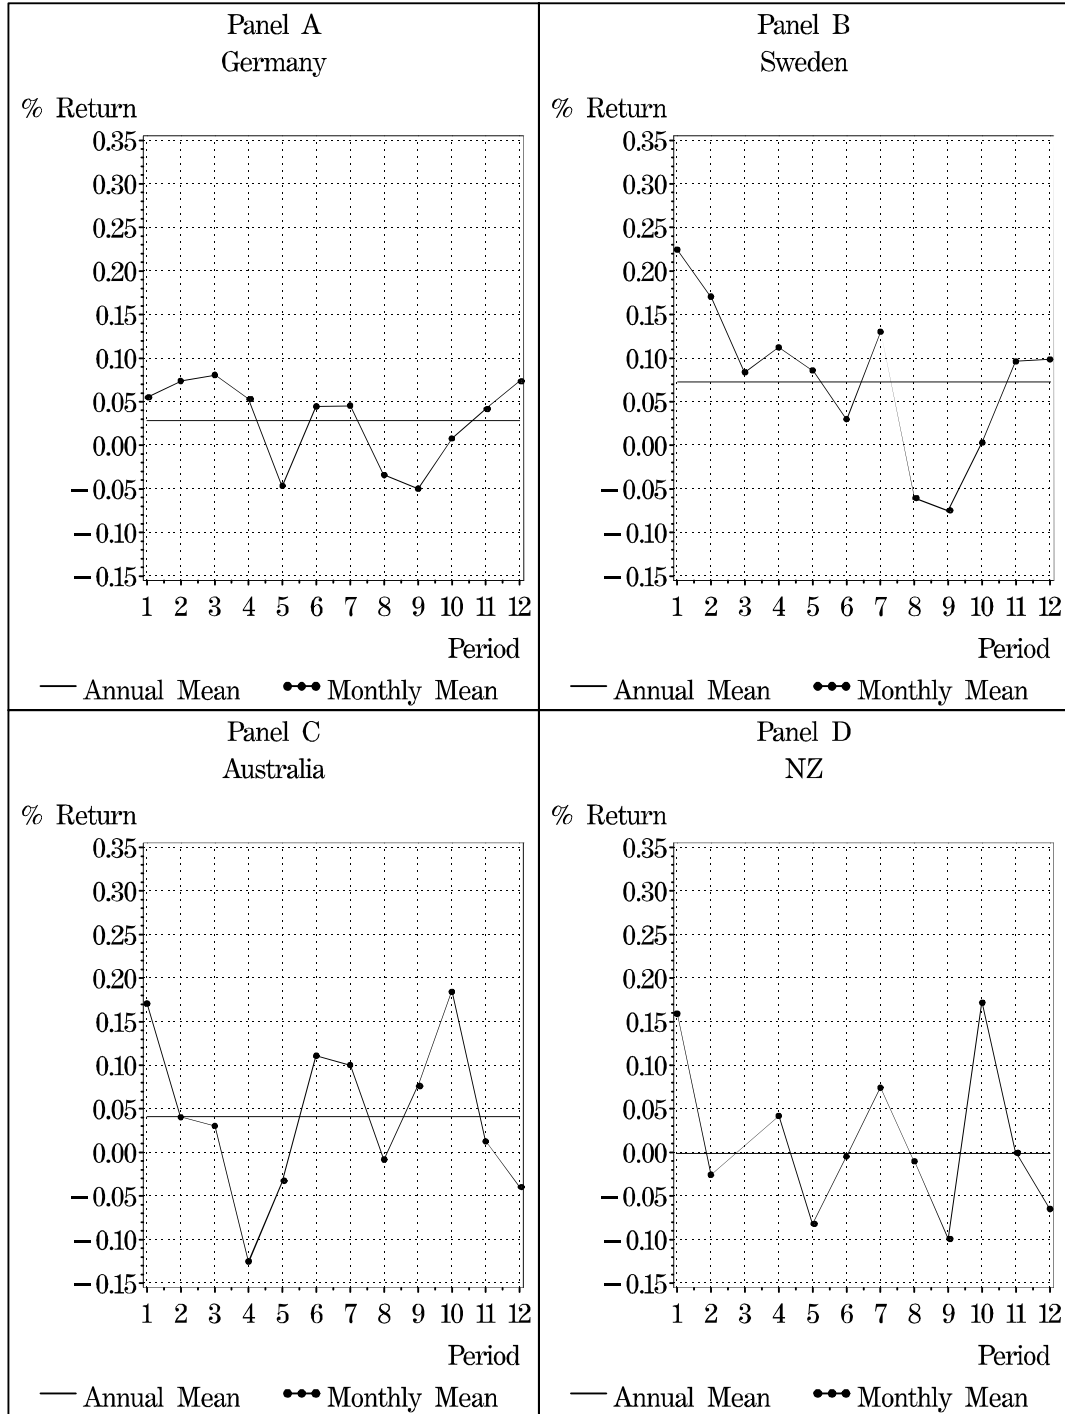 Panel A
Germany
% Return
0.35
0.30
0.25
0.20
0.15
0.10
0.05
0.00
−0.05
−0.10
−0.15
1 2 3 4 5 6 7 8 9 10 11 12
Period
Annual Mean Monthly Mean
Panel B
Sweden
% Return
0.35
0.30
0.25
0.20
0.15
0.10
0.05
0.00
−0.05
−0.10
−0.15
1 2 3 4 5 6 7 8 9 10 11 12
Period
Annual Mean Monthly Mean
Panel C
Australia
% Return
0.35
0.30
0.25
0.20
0.15
0.10
0.05
0.00
−0.05
−0.10
−0.15
1 2 3 4 5 6 7 8 9 10 11 12
Period
Annual Mean Monthly Mean
Panel D
NZ
% Return
0.35
0.30
0.25
0.20
0.15
0.10
0.05
0.00
−0.05
−0.10
−0.15
1 2 3 4 5 6 7 8 9 10 11 12
Period
Annual Mean Monthly Mean